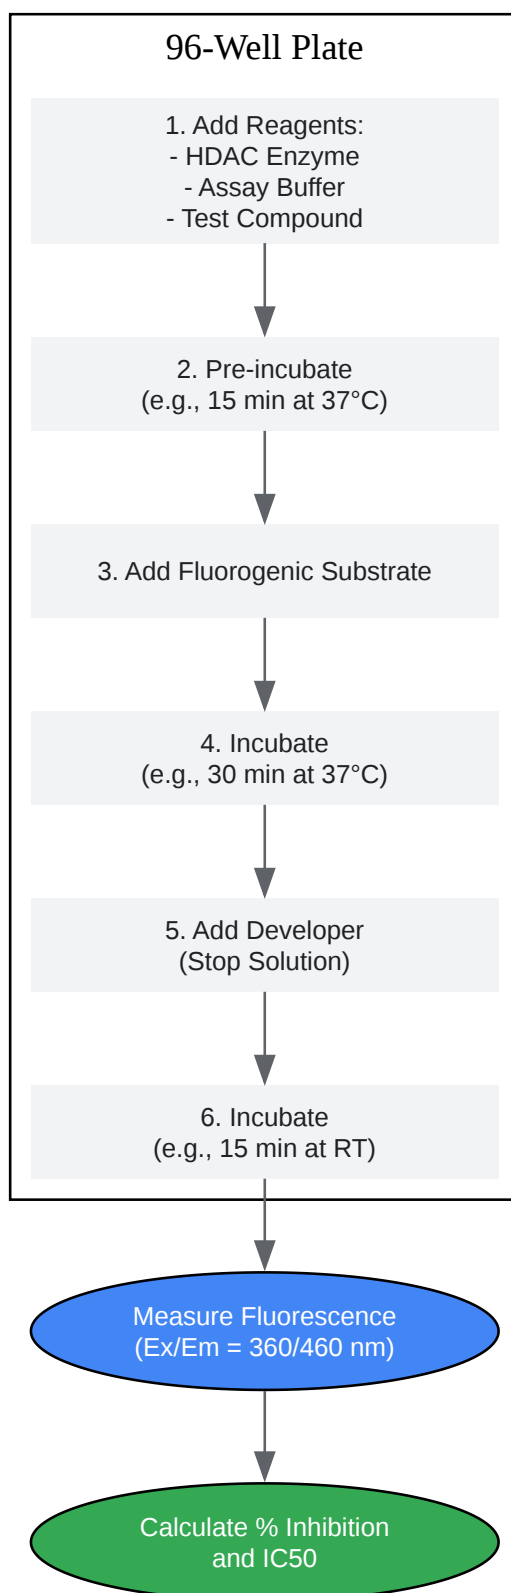 96-Well Plate
1. Add Reagents:
- HDAC Enzyme
- Assay Buffer
- Test Compound
2. Pre-incubate
(e.g., 15 min at 37°C)
3. Add Fluorogenic Substrate
4. Incubate
(e.g., 30 min at 37°C)
5. Add Developer
(Stop Solution)
6. Incubate
(e.g., 15 min at RT)
Measure Fluorescence
(Ex/Em = 360/460 nm)
Calculate % Inhibition
and IC50